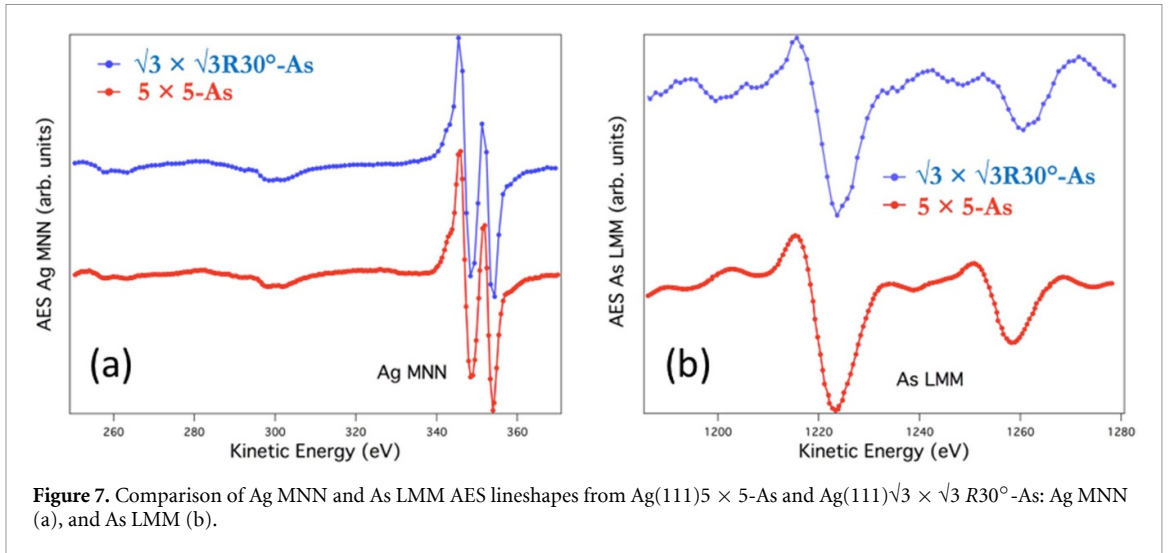 √3 × √3R30°-As
5 × 5-As
AES Ag MNN (arb. units)
(a)
Ag MNN
260 280 300 320 340 360
Kinetic Energy (eV)
√3 × √3R30°-As
5 × 5-As
AES As LMM (arb. units)
(b)
As LMM
1200 1220 1240 1260 1280
Kinetic Energy (eV)
Figure 7. Comparison of Ag MNN and As LMM AES lineshapes from Ag(111)5 × 5-As and Ag(111)√3 × √3 R30°-As: Ag MNN
(a), and As LMM (b).